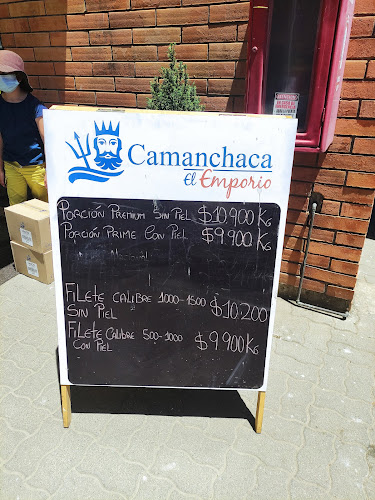 Camanchaca
El Emporio
PORCIÓN PREMIUM SIN PIEL $10.900 KG
PORCIÓN PRIME CON PIEL $9.900 KG
FILETE CALIBRE 1000-1500 $10.200
SIN PIEL
FILETE CALIBRE 500-1000 $9.900 KG
CON PIEL